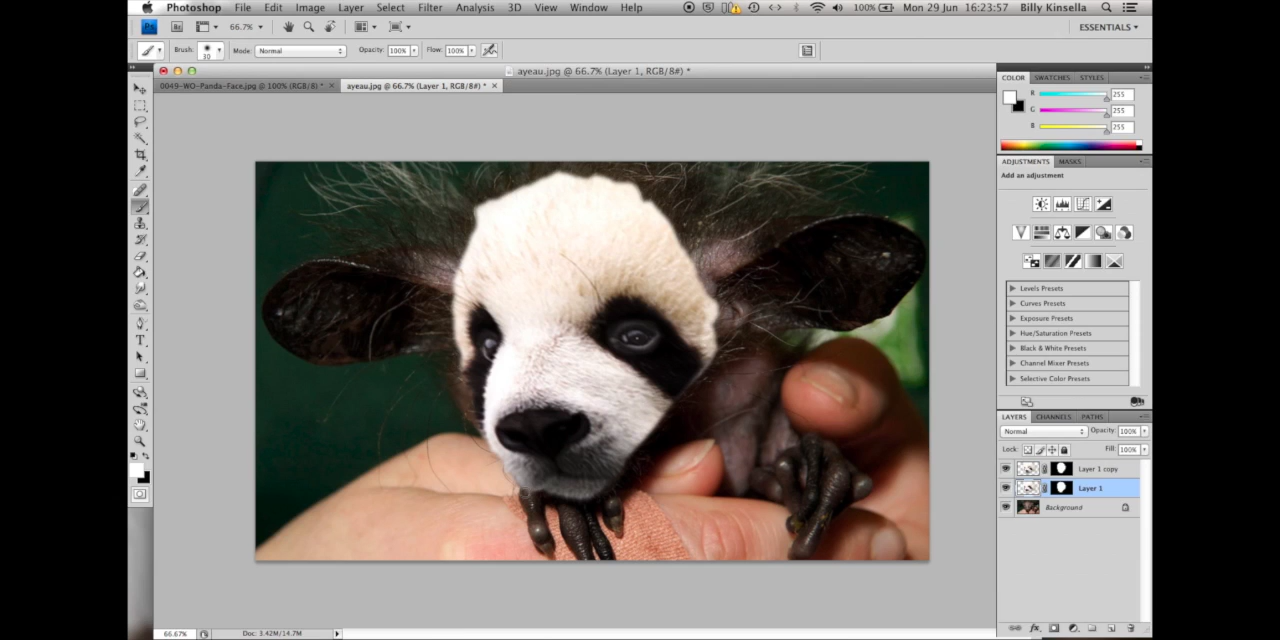 Photoshop File Edit Image Layer Select Filter Analysis 3D View Window Help 100% Mon 29 Jun 16:23:57 Billy Kinsella
Ps Br 66.7% ESSENTIALS
Brush: 30 Mode: Normal Opacity: 100% Flow: 100%
ayeau.jpg @ 66.7% (Layer 1, RGB/8#) *
0049-WO-Panda-Face.jpg @ 100% (RGB/8) * ayeau.jpg @ 66.7% (Layer 1, RGB/8#) *
COLOR SWATCHES STYLES
R 255
G 255
B 255
ADJUSTMENTS MASKS
Add an adjustment
Levels Presets
Curves Presets
Exposure Presets
Hue/Saturation Presets
Black & White Presets
Channel Mixer Presets
Selective Color Presets
LAYERS CHANNELS PATHS
Normal Opacity: 100%
Lock: Fill: 100%
Layer 1 copy
Layer 1
Background
66.67% Doc: 3.42M/14.7M